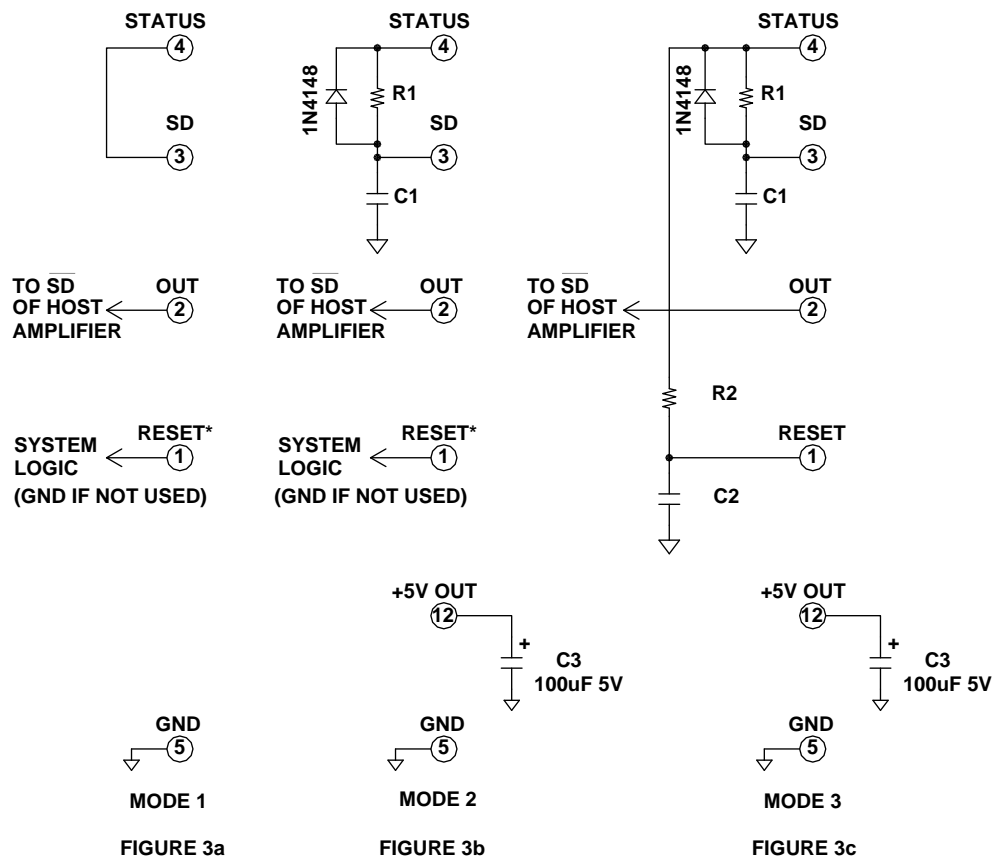 STATUS
4
SD
3
TO SD
OF HOST
AMPLIFIER
OUT
2
SYSTEM
LOGIC
(GND IF NOT USED)
RESET*
1
GND
5
MODE 1
FIGURE 3a
STATUS
4
1N4148
R1
SD
3
C1
TO SD
OF HOST
AMPLIFIER
OUT
2
SYSTEM
LOGIC
(GND IF NOT USED)
RESET*
1
+5V OUT
12
+
C3
100uF 5V
GND
5
MODE 2
FIGURE 3b
STATUS
4
1N4148
R1
SD
3
C1
TO SD
OF HOST
AMPLIFIER
OUT
2
R2
RESET
1
C2
+5V OUT
12
+
C3
100uF 5V
GND
5
MODE 3
FIGURE 3c